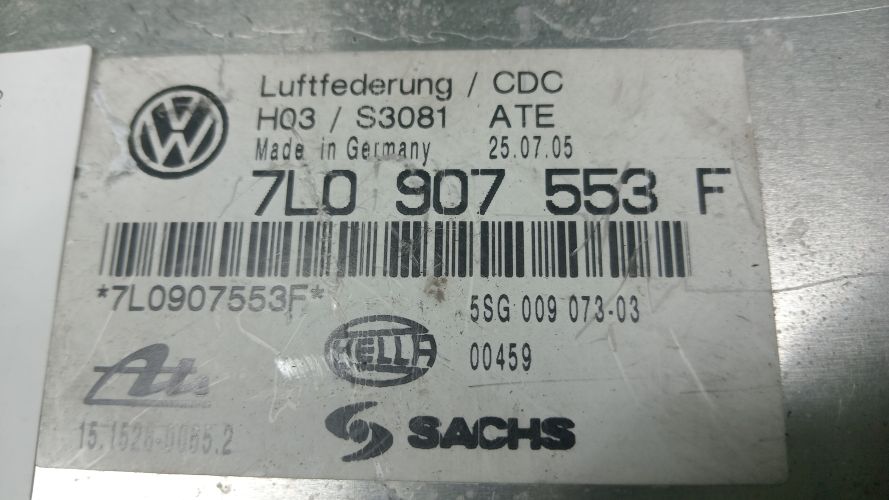 Luftfederung / CDC
H03 / S3081 ATE
Made in Germany 25.07.05
7L0 907 553 F
*7L0907553F*
5SG 009 073-03
HELLA 00459
Ate
15.1526-0065.2
SACHS